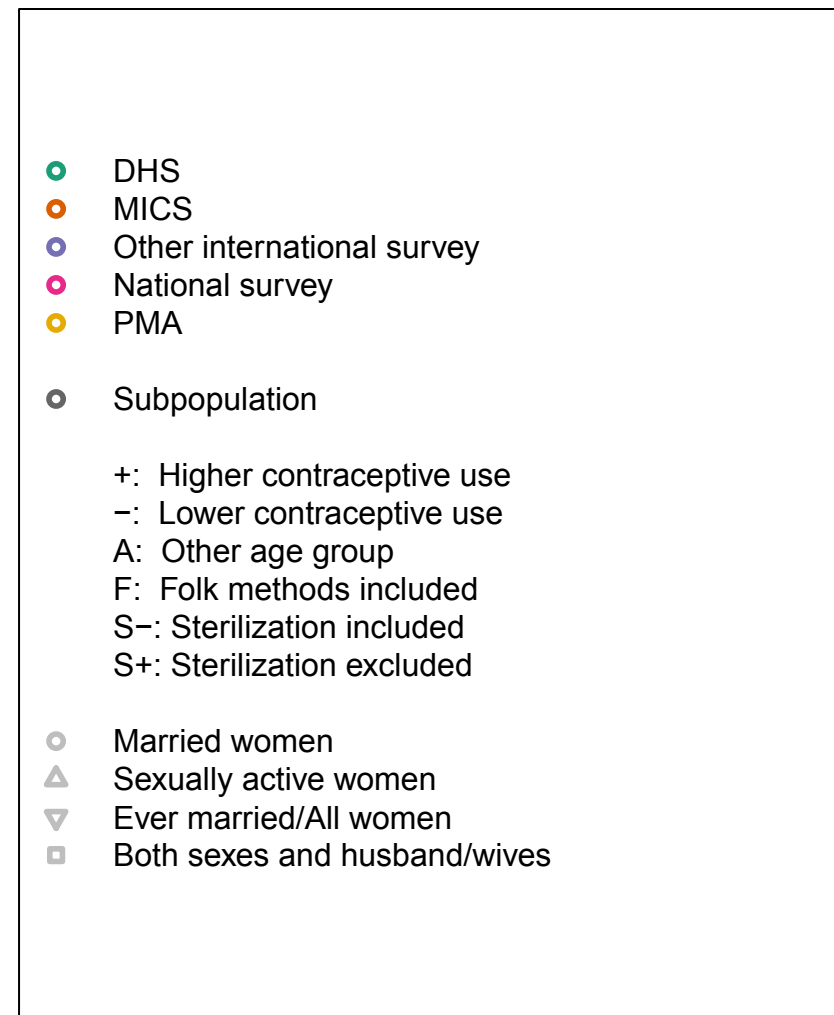 DHS
MICS
Other international survey
National survey
PMA
Subpopulation
+: Higher contraceptive use
−: Lower contraceptive use
A: Other age group
F: Folk methods included
S−: Sterilization included
S+: Sterilization excluded
Married women
Sexually active women
Ever married/All women
Both sexes and husband/wives